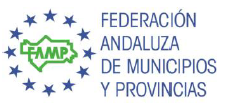 FEDERACIÓN
ANDALUZA
FAMP
DE MUNICIPIOS
Y PROVINCIAS